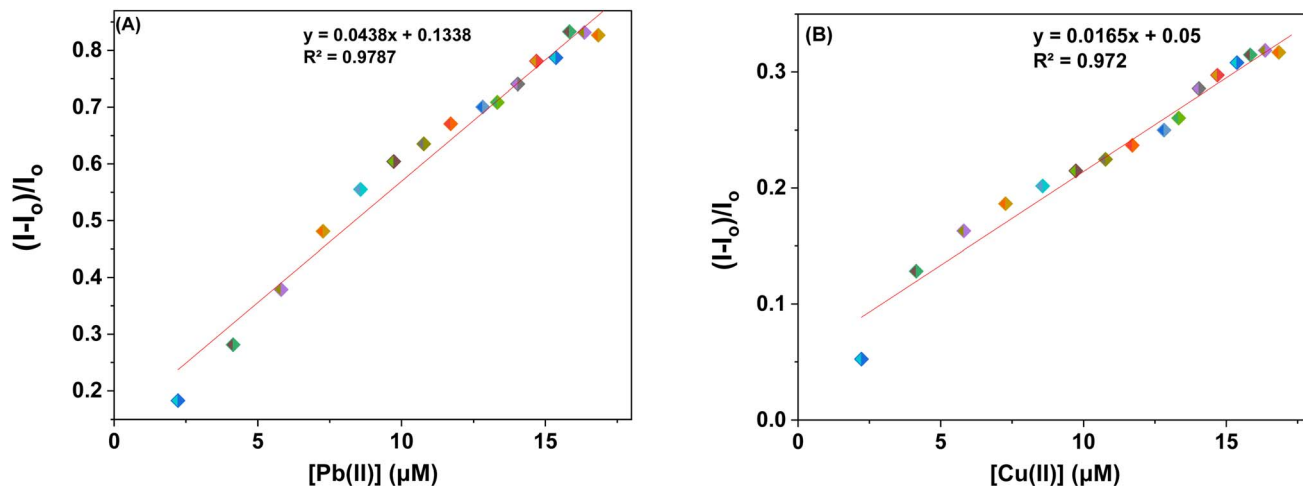 (A)
y = 0.0438x + 0.1338
R² = 0.9787
0.8
0.7
0.6
0.5
0.4
0.3
0.2
(I-Iₒ)/Iₒ
0
5
10
15
[Pb(II)] (µM)
(B)
y = 0.0165x + 0.05
R² = 0.972
0.3
0.2
0.1
0.0
(I-Iₒ)/Iₒ
0
5
10
15
[Cu(II)] (µM)